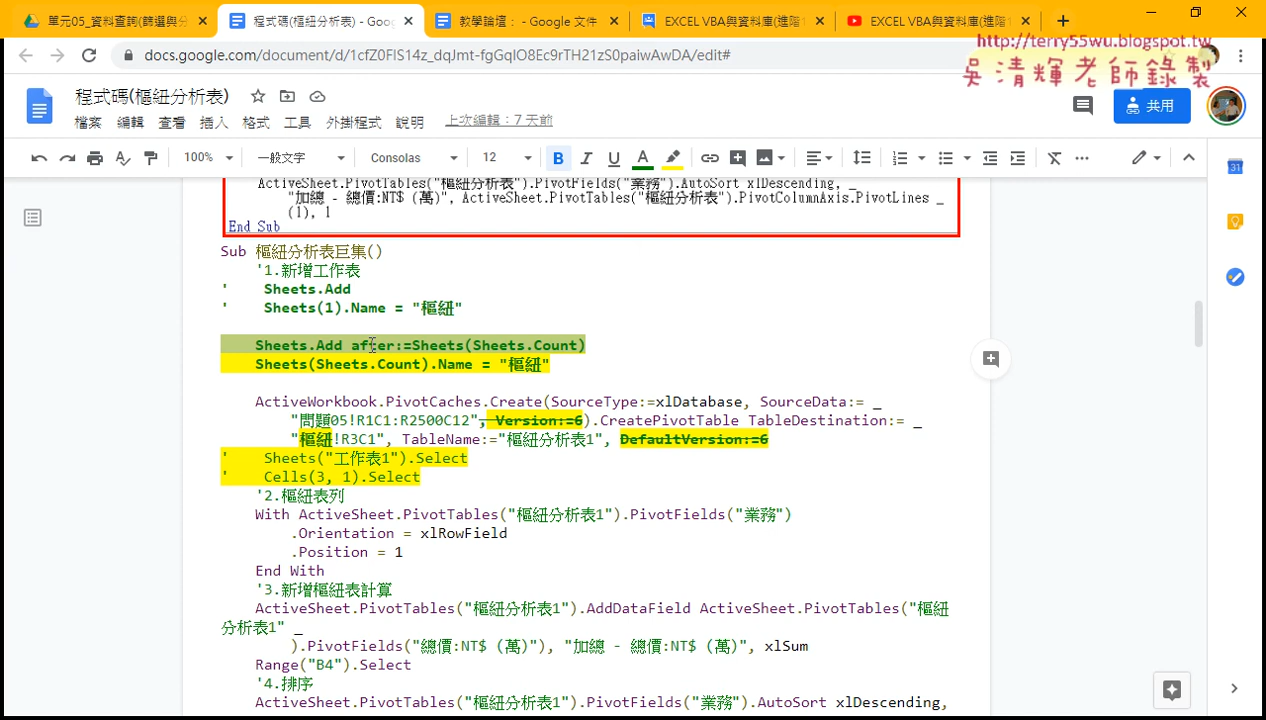 單元05_資料查詢(篩選與分
程式碼(樞紐分析表) - Goog
教學論壇： - Google 文件
EXCEL VBA與資料庫(進階
EXCEL VBA與資料庫(進階1
docs.google.com/document/d/1cfZ0FlS14z_dqJmt-fgGqIO8Ec9rTH21zS0paiwAwDA/edit#
http://terry55wu.blogspot.tw
吳清輝老師錄製
程式碼(樞紐分析表)
檔案 編輯 查看 插入 格式 工具 外掛程式 說明 上次編輯：7 天前
共用
100% 一般文字 Consolas 12 B I U A
31
ActiveSheet.PivotTables("樞紐分析表").PivotFields("業務").AutoSort xlDescending, _
"加總 - 總價:NT$ (萬)", ActiveSheet.PivotTables("樞紐分析表").PivotColumnAxis.PivotLines _
(1), 1
End Sub
Sub 樞紐分析表巨集()
'1.新增工作表
' Sheets.Add
' Sheets(1).Name = "樞紐"
Sheets.Add after:=Sheets(Sheets.Count)
Sheets(Sheets.Count).Name = "樞紐"
ActiveWorkbook.PivotCaches.Create(SourceType:=xlDatabase, SourceData:= _
"問題05!R1C1:R2500C12", Version:=6).CreatePivotTable TableDestination:= _
"樞紐!R3C1", TableName:="樞紐分析表1", DefaultVersion:=6
' Sheets("工作表1").Select
' Cells(3, 1).Select
'2.樞紐表列
With ActiveSheet.PivotTables("樞紐分析表1").PivotFields("業務")
.Orientation = xlRowField
.Position = 1
End With
'3.新增樞紐表計算
ActiveSheet.PivotTables("樞紐分析表1").AddDataField ActiveSheet.PivotTables("樞紐
分析表1" _
).PivotFields("總價:NT$ (萬)"), "加總 - 總價:NT$ (萬)", xlSum
Range("B4").Select
'4.排序
ActiveSheet.PivotTables("樞紐分析表1").PivotFields("業務").AutoSort xlDescending,